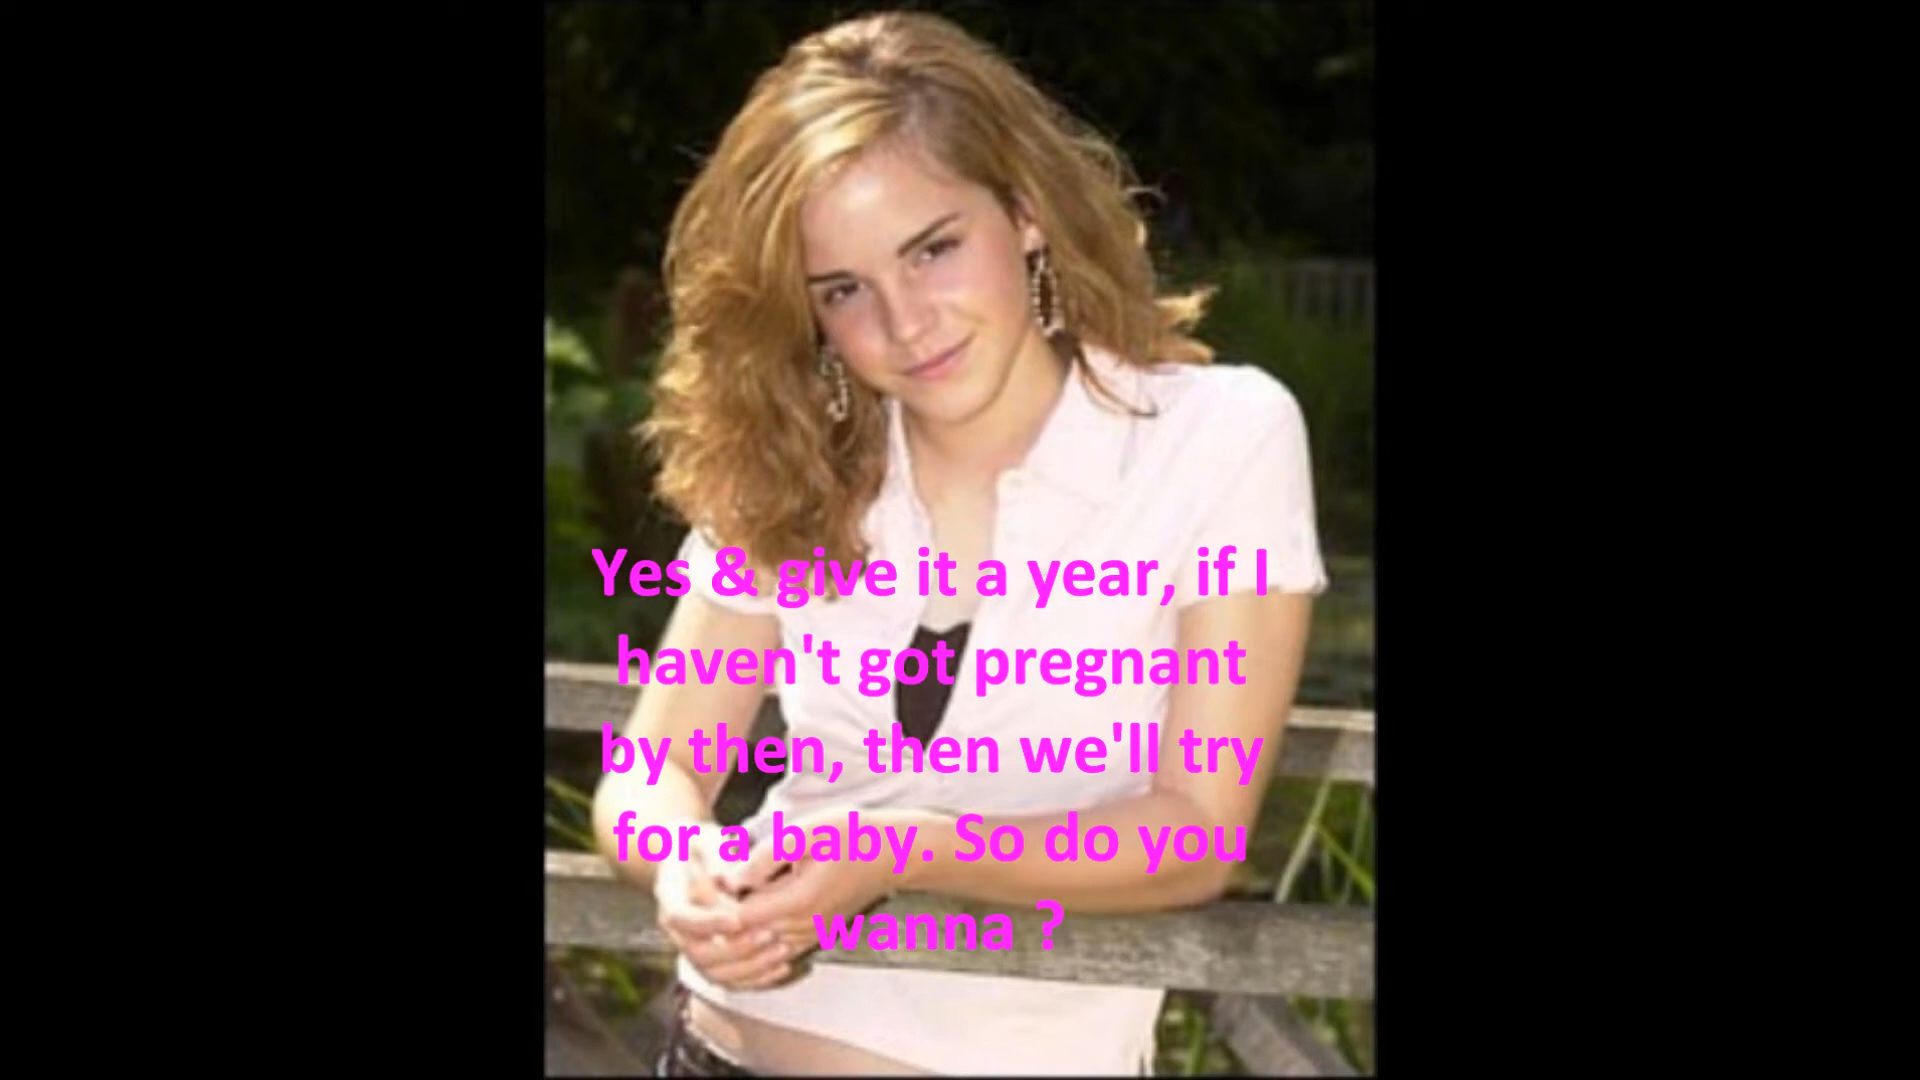 Yes & give it a year, if I
haven't got pregnant
by then, then we'll try
for a baby. So do you
wanna ?